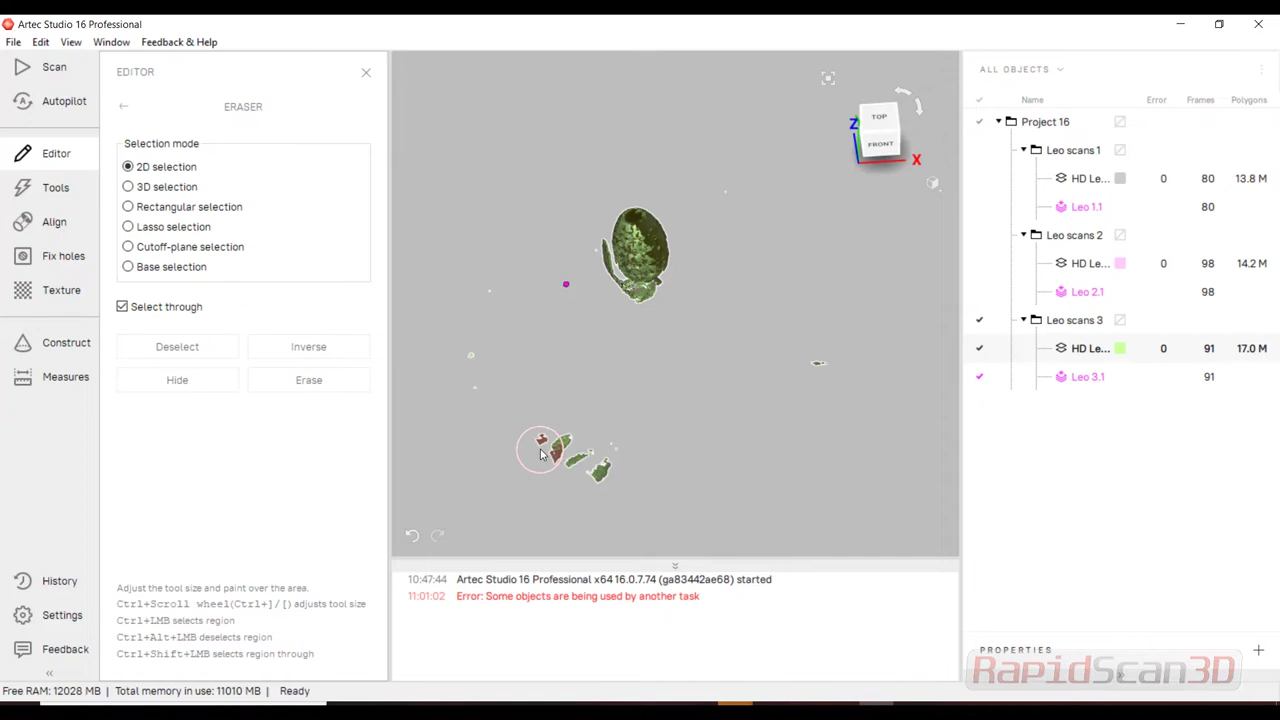 Artec Studio 16 Professional
File Edit View Window Feedback & Help
Scan
Autopilot
Editor
Tools
Align
Fix holes
Texture
Construct
Measures
History
Settings
Feedback
EDITOR
ERASER
Selection mode
2D selection
3D selection
Rectangular selection
Lasso selection
Cutoff-plane selection
Base selection
Select through
Deselect Inverse
Hide Erase
Adjust the tool size and paint over the area.
Ctrl+Scroll wheel(Ctrl+]/[) adjusts tool size
Ctrl+LMB selects region
Ctrl+Alt+LMB deselects region
Ctrl+Shift+LMB selects region through
TOP
FRONT
Z
X
10:47:44 Artec Studio 16 Professional x64 16.0.7.74 (ga83442ae68) started
11:01:02 Error: Some objects are being used by another task
ALL OBJECTS
Name Error Frames Polygons
Project 16
Leo scans 1
HD Le... 0 80 13.8 M
Leo 1.1 80
Leo scans 2
HD Le... 0 98 14.2 M
Leo 2.1 98
Leo scans 3
HD Le... 0 91 17.0 M
Leo 3.1 91
PROPERTIES
RapidScan3D
Free RAM: 12028 MB | Total memory in use: 11010 MB | Ready